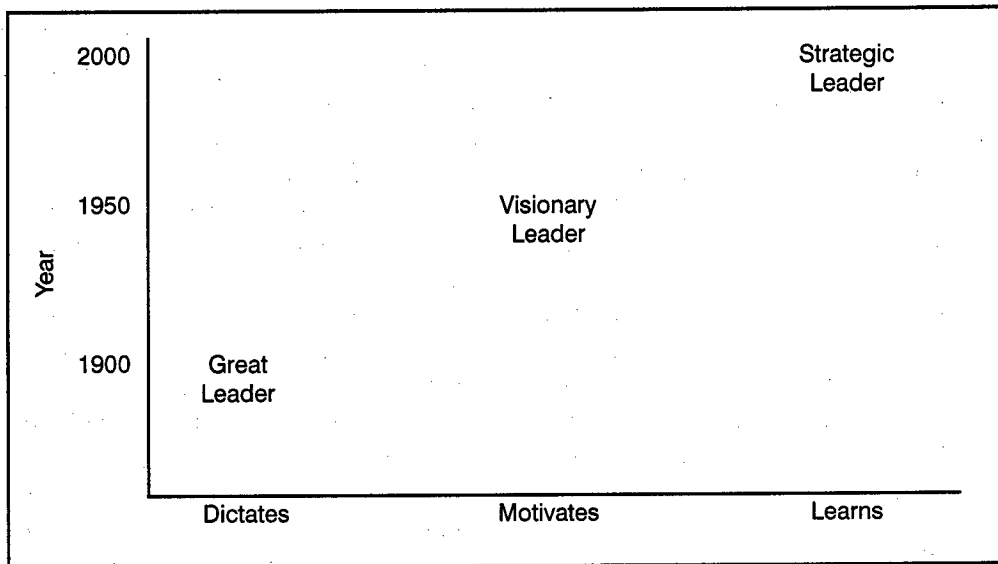 2000
Strategic
Leader
1950
Visionary
Leader
Year
1900
Great
Leader
Dictates
Motivates
Learns